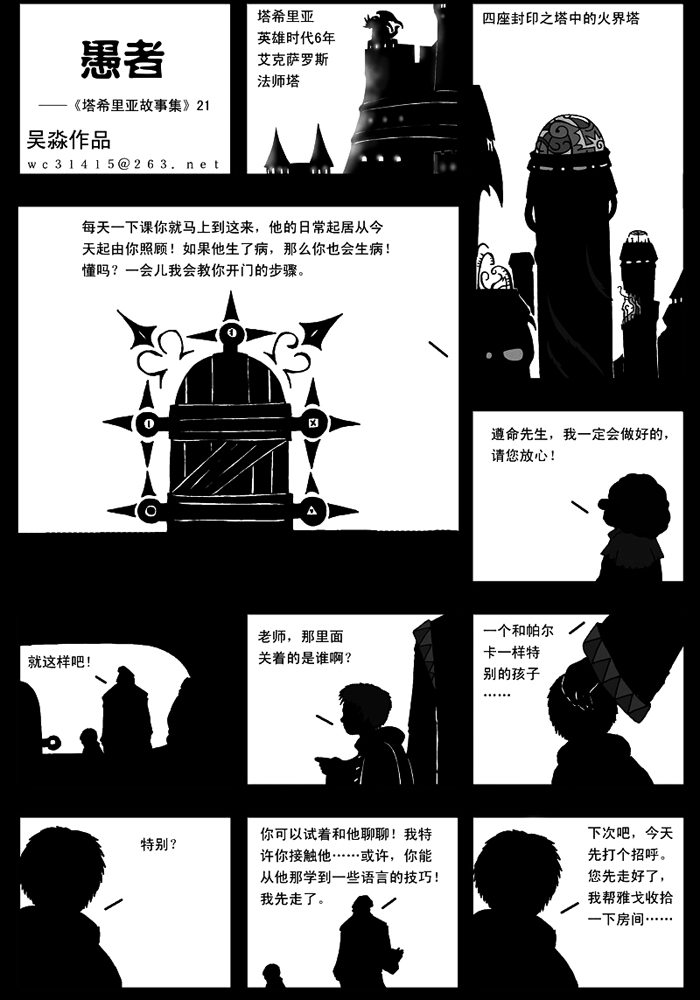 愚者
——《塔希里亚故事集》21
吴淼作品
wc31415@263.net
塔希里亚
英雄时代6年
艾克萨罗斯
法师塔
四座封印之塔中的火界塔
每天一下课你就马上到这来，他的日常起居从今
天起由你照顾！如果他生了病，那么你也会生病！
懂吗？一会儿我会教你开门的步骤。
遵命先生，我一定会做好的，
请您放心！
就这样吧！
老师，那里面
关着的是谁啊？
一个和帕尔
卡一样特
别的孩子
……
特别？
你可以试着和他聊聊！我特
许你接触他……或许，你能
从他那学到一些语言的技巧！
我先走了。
下次吧，今天
先打个招呼。
您先走好了，
我帮雅戈收拾
一下房间……